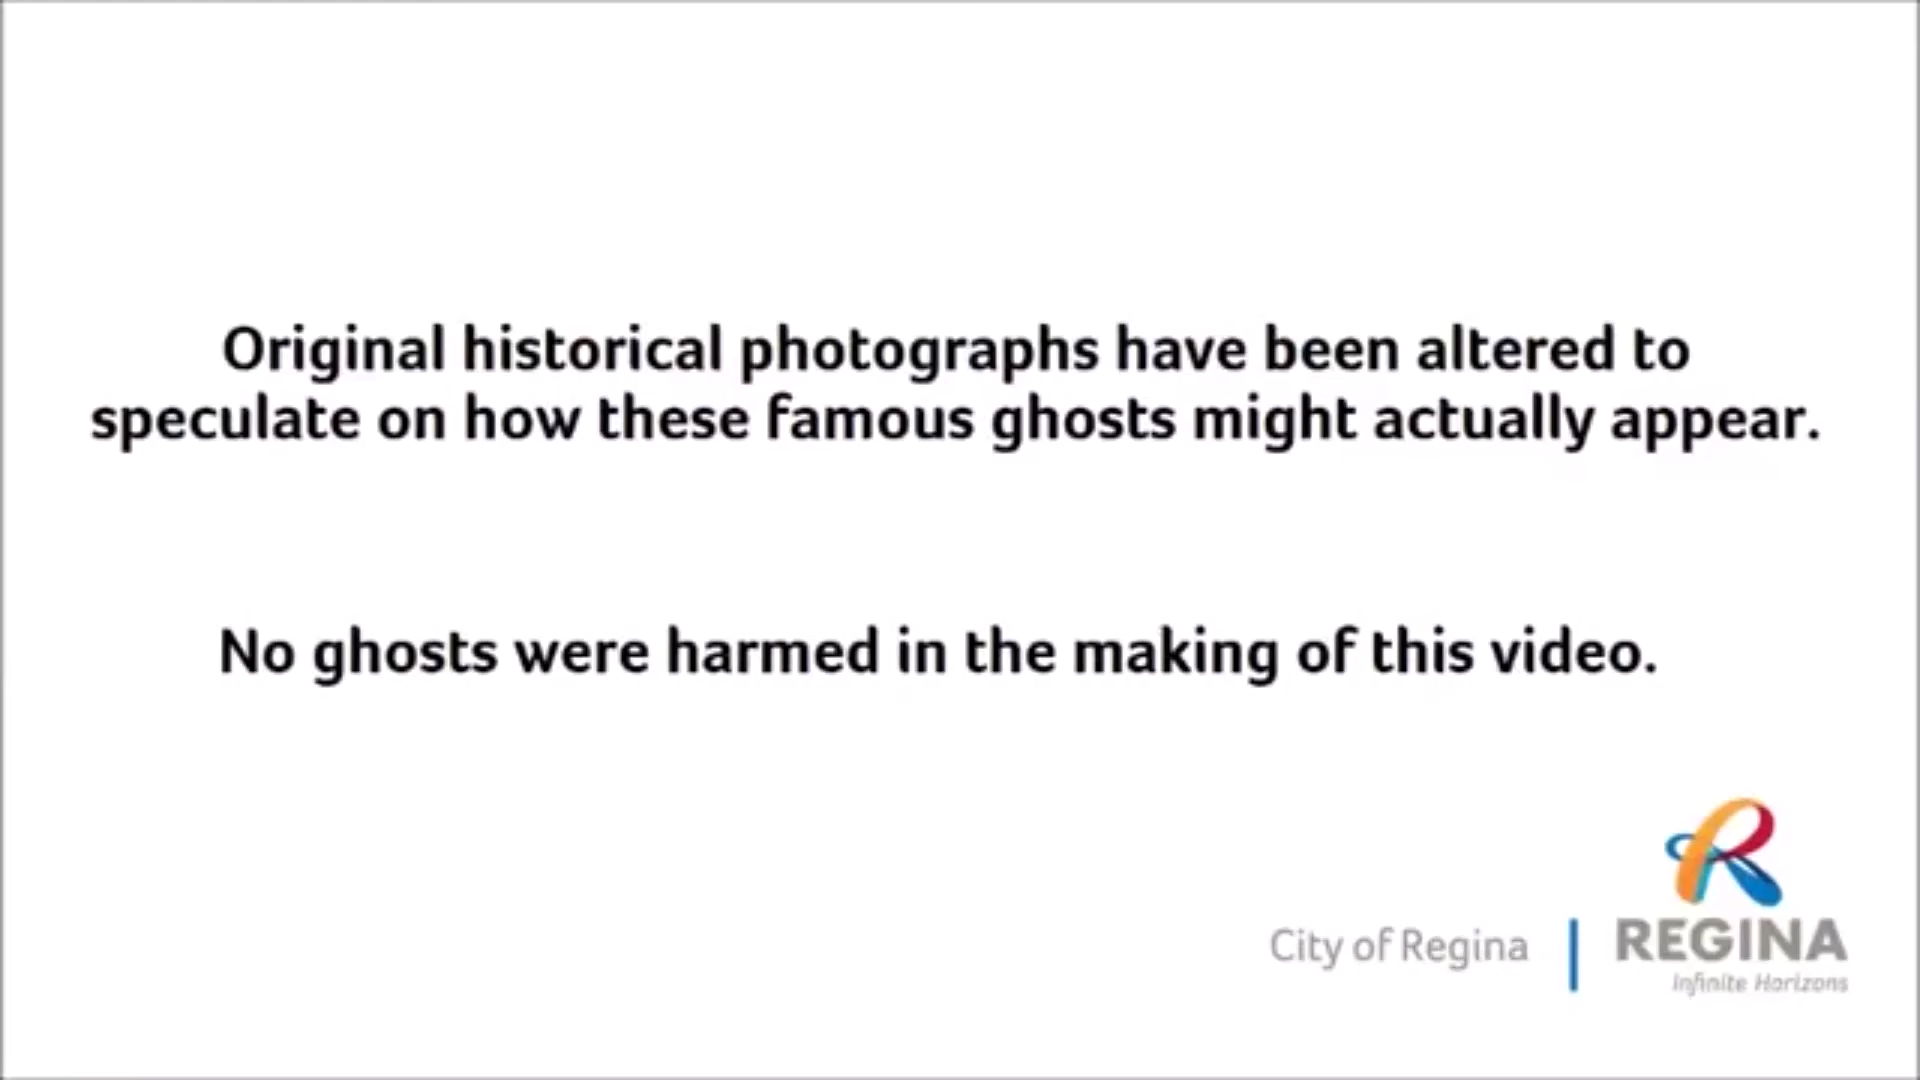 Original historical photographs have been altered to
speculate on how these famous ghosts might actually appear.
No ghosts were harmed in the making of this video.
City of Regina
REGINA
Infinite Horizons